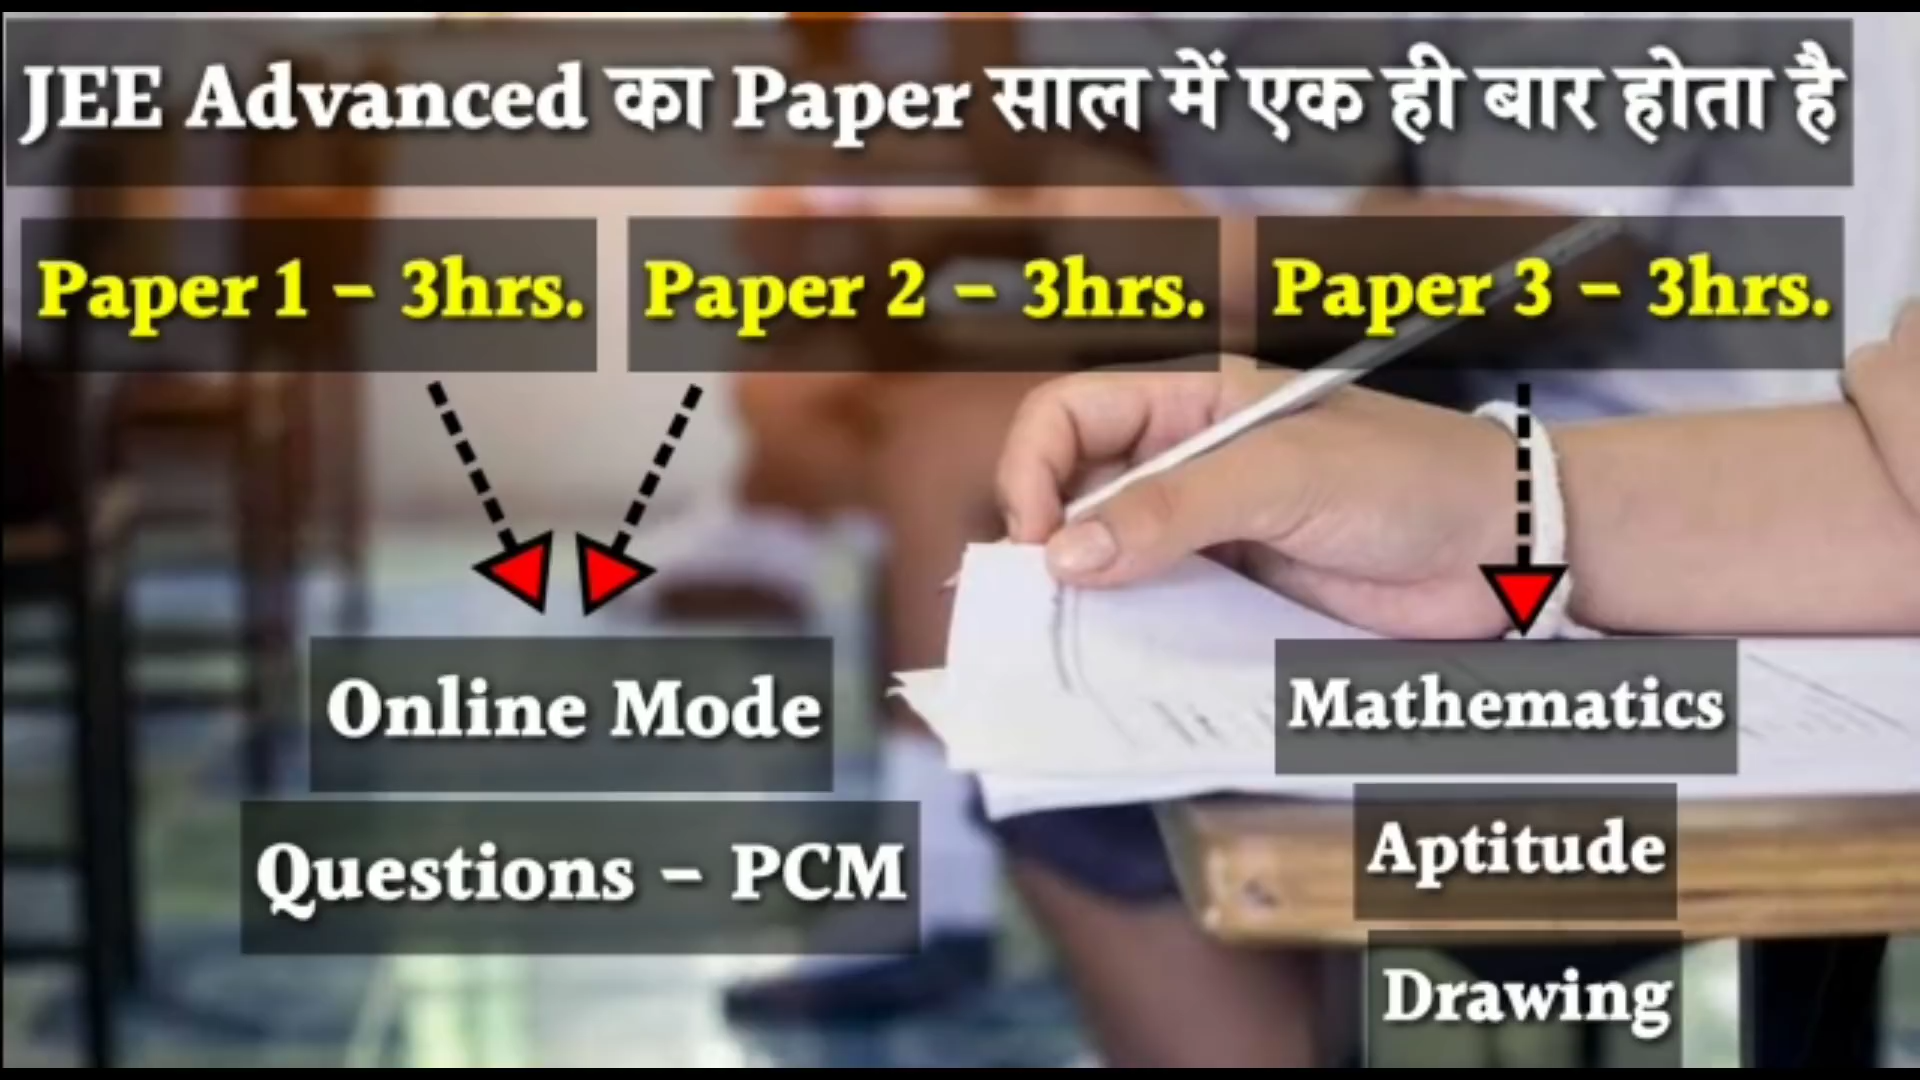 JEE Advanced का Paper साल में एक ही बार होता है
Paper 1 – 3hrs.
Paper 2 – 3hrs.
Paper 3 – 3hrs.
Online Mode
Questions – PCM
Mathematics
Aptitude
Drawing